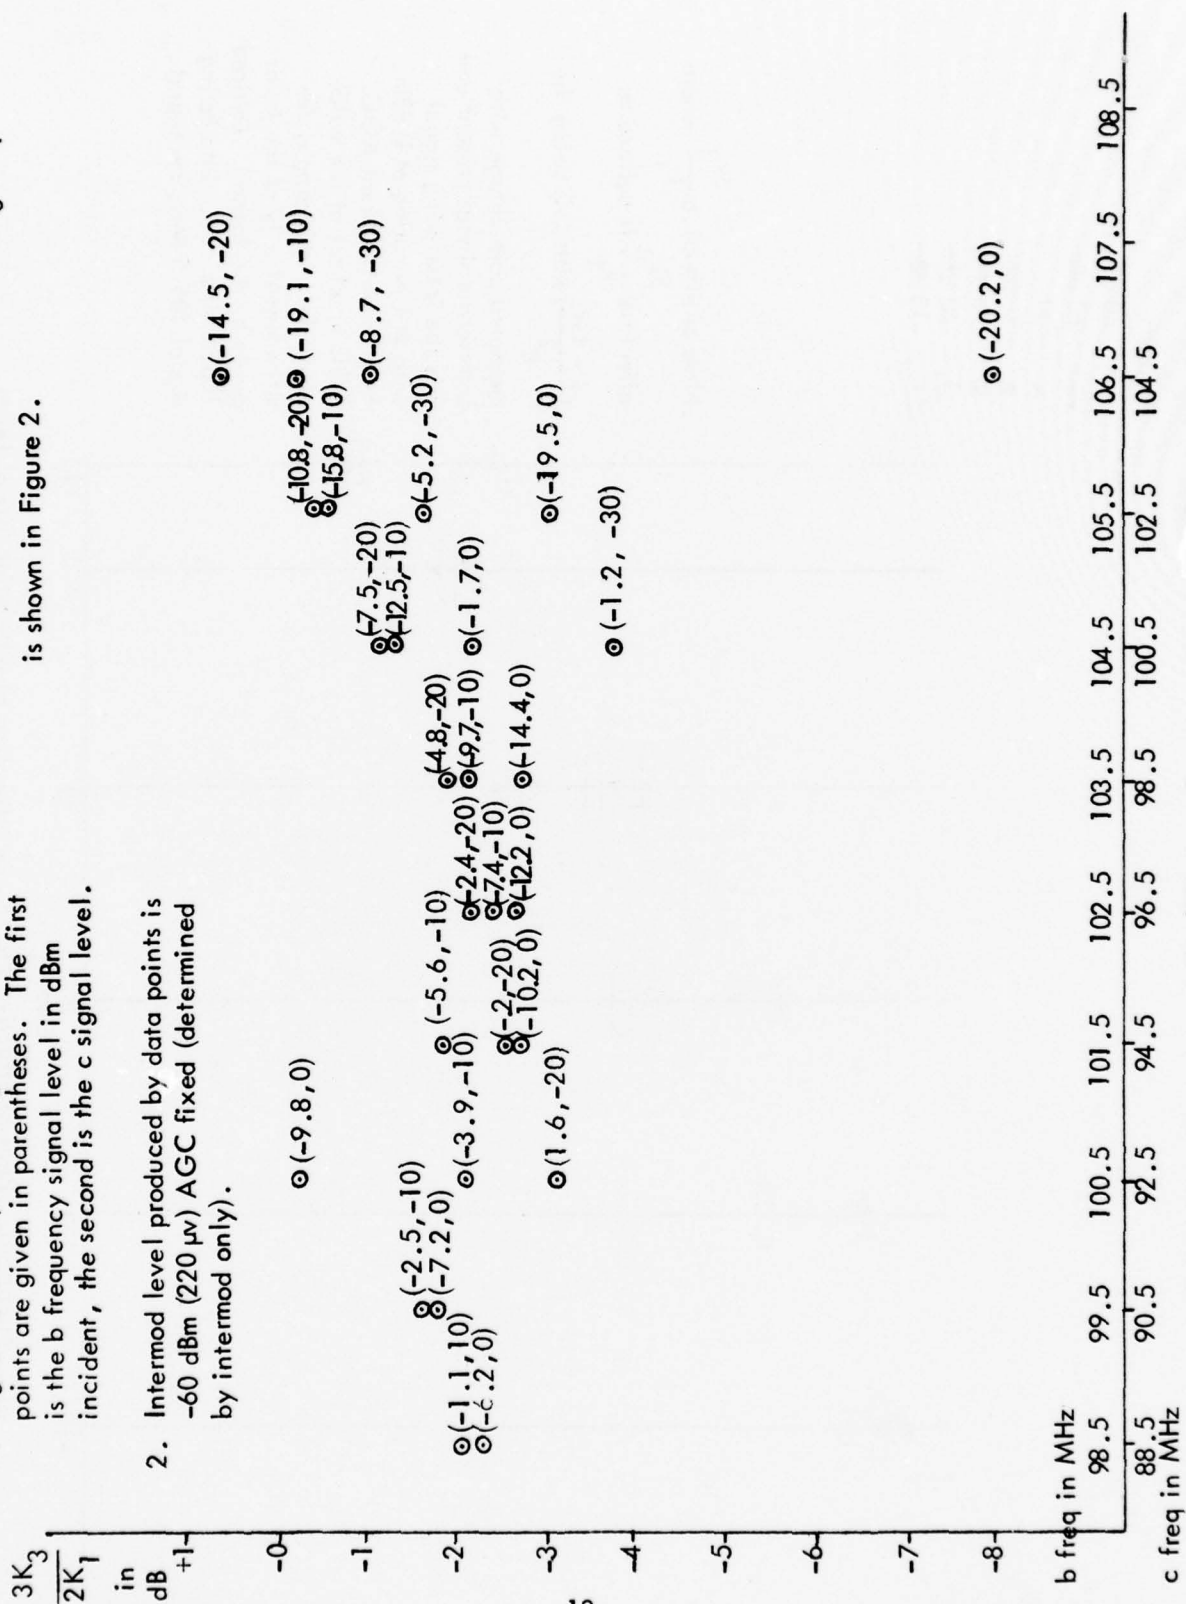 is shown in Figure 2.
points are given in parentheses. The first
is the b frequency signal level in dBm
incident, the second is the c signal level.
2. Intermod level produced by data points is
-60 dBm (220 μv) AGC fixed (determined
by intermod only).
3K3
2K1
in
dB
+1
-0
-1
-2
-3
-4
-5
-6
-7
-8
(-1.1,10)
(-6.2,0)
(-2.5,-10)
(-7.2,0)
(-9.8,0)
(-3.9,-10)
(1.6,-20)
(-5.6,-10)
(-.2,-20)
(-10.2,0)
(-2.4,-20)
(-7.4,-10)
(-12.2,0)
(-4.8,-20)
(-9.7,-10)
(-14.4,0)
(-7.5,-20)
(-12.5,-10)
(-1.7,0)
(-1.2, -30)
(-10.8,-20)
(-15.8,-10)
(-5.2,-30)
(-19.5,0)
(-14.5,-20)
(-19.1,-10)
(-8.7, -30)
(-20.2,0)
b freq in MHz 98.5 99.5 100.5 101.5 102.5 103.5 104.5 105.5 106.5 107.5 108.5
88.5 90.5 92.5 94.5 96.5 98.5 100.5 102.5 104.5
c freq in MHz